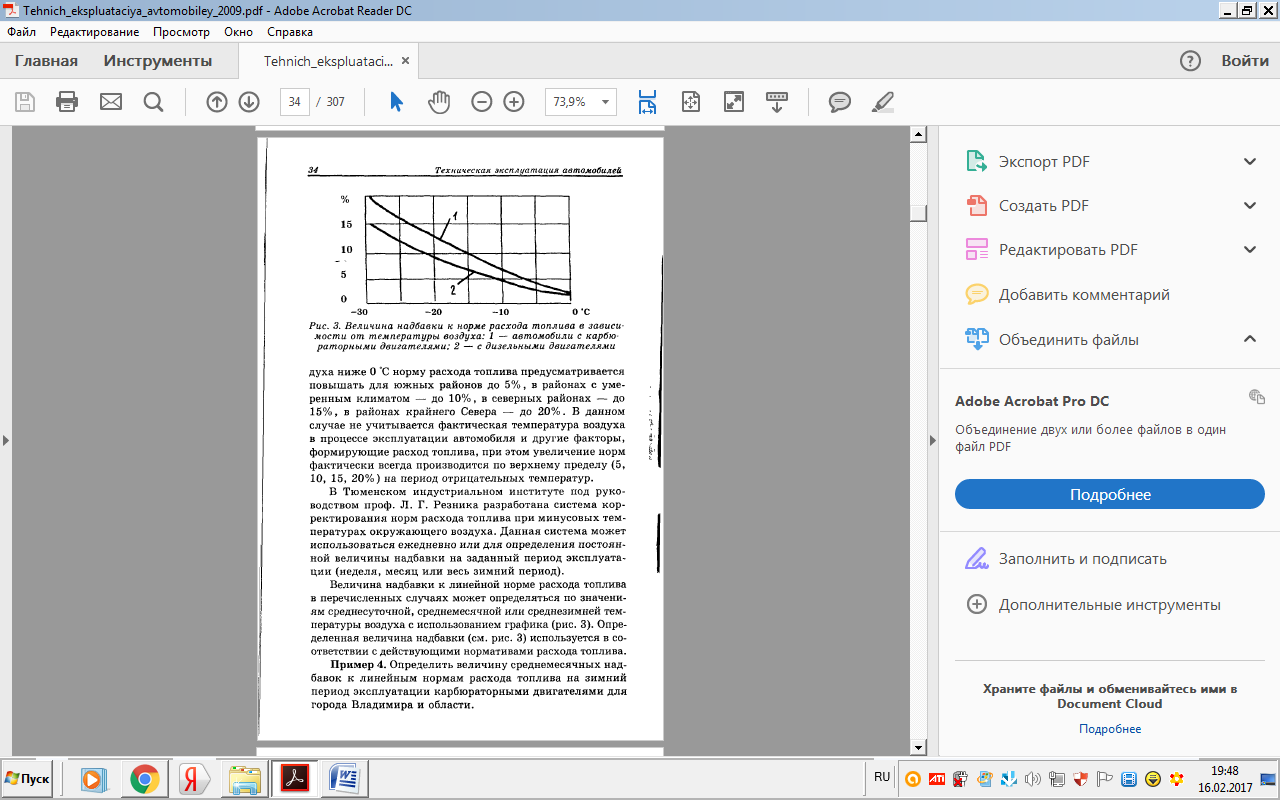 Tehnich_ekspluataciya_avtomobiley_2009.pdf - Adobe Acrobat Reader DC
Файл Редактирование Просмотр Окно Справка
Главная Инструменты Tehnich_ekspluataci... × Войти
34 / 307 73,9%
34 Техническая эксплуатация автомобилей
%
15
10
5
0
1
2
−30 −20 −10 0 °C
Рис. 3. Величина надбавки к норме расхода топлива в зависи-
мости от температуры воздуха: 1 — автомобили с карбю-
раторными двигателями; 2 — с дизельными двигателями
духа ниже 0 °C норму расхода топлива предусматривается
повышать для южных районов до 5%, в районах с уме-
ренным климатом — до 10%, в северных районах — до
15%, в районах крайнего Севера — до 20%. В данном
случае не учитывается фактическая температура воздуха
в процессе эксплуатации автомобиля и другие факторы,
формирующие расход топлива, при этом увеличение норм
фактически всегда производится по верхнему пределу (5,
10, 15, 20%) на период отрицательных температур.
В Тюменском индустриальном институте под руко-
водством проф. Л. Г. Резника разработана система кор-
ректирования норм расхода топлива при минусовых тем-
пературах окружающего воздуха. Данная система может
использоваться ежедневно или для определения постоян-
ной величины надбавки на заданный период эксплуата-
ции (неделя, месяц или весь зимний период).
Величина надбавки к линейной норме расхода топлива
в перечисленных случаях может определяться по значени-
ям среднесуточной, среднемесячной или среднезимней тем-
пературы воздуха с использованием графика (рис. 3). Опре-
деленная величина надбавки (см. рис. 3) используется в со-
ответствии с действующими нормативами расхода топлива.
Пример 4. Определить величину среднемесячных над-
бавок к линейным нормам расхода топлива на зимний
период эксплуатации карбюраторными двигателями для
города Владимира и области.
Экспорт PDF
Создать PDF
Редактировать PDF
Добавить комментарий
Объединить файлы
Adobe Acrobat Pro DC
Объединение двух или более файлов в один
файл PDF
Подробнее
Заполнить и подписать
Дополнительные инструменты
Храните файлы и обменивайтесь ими в
Document Cloud
Подробнее
Пуск RU 19:48
16.02.2017